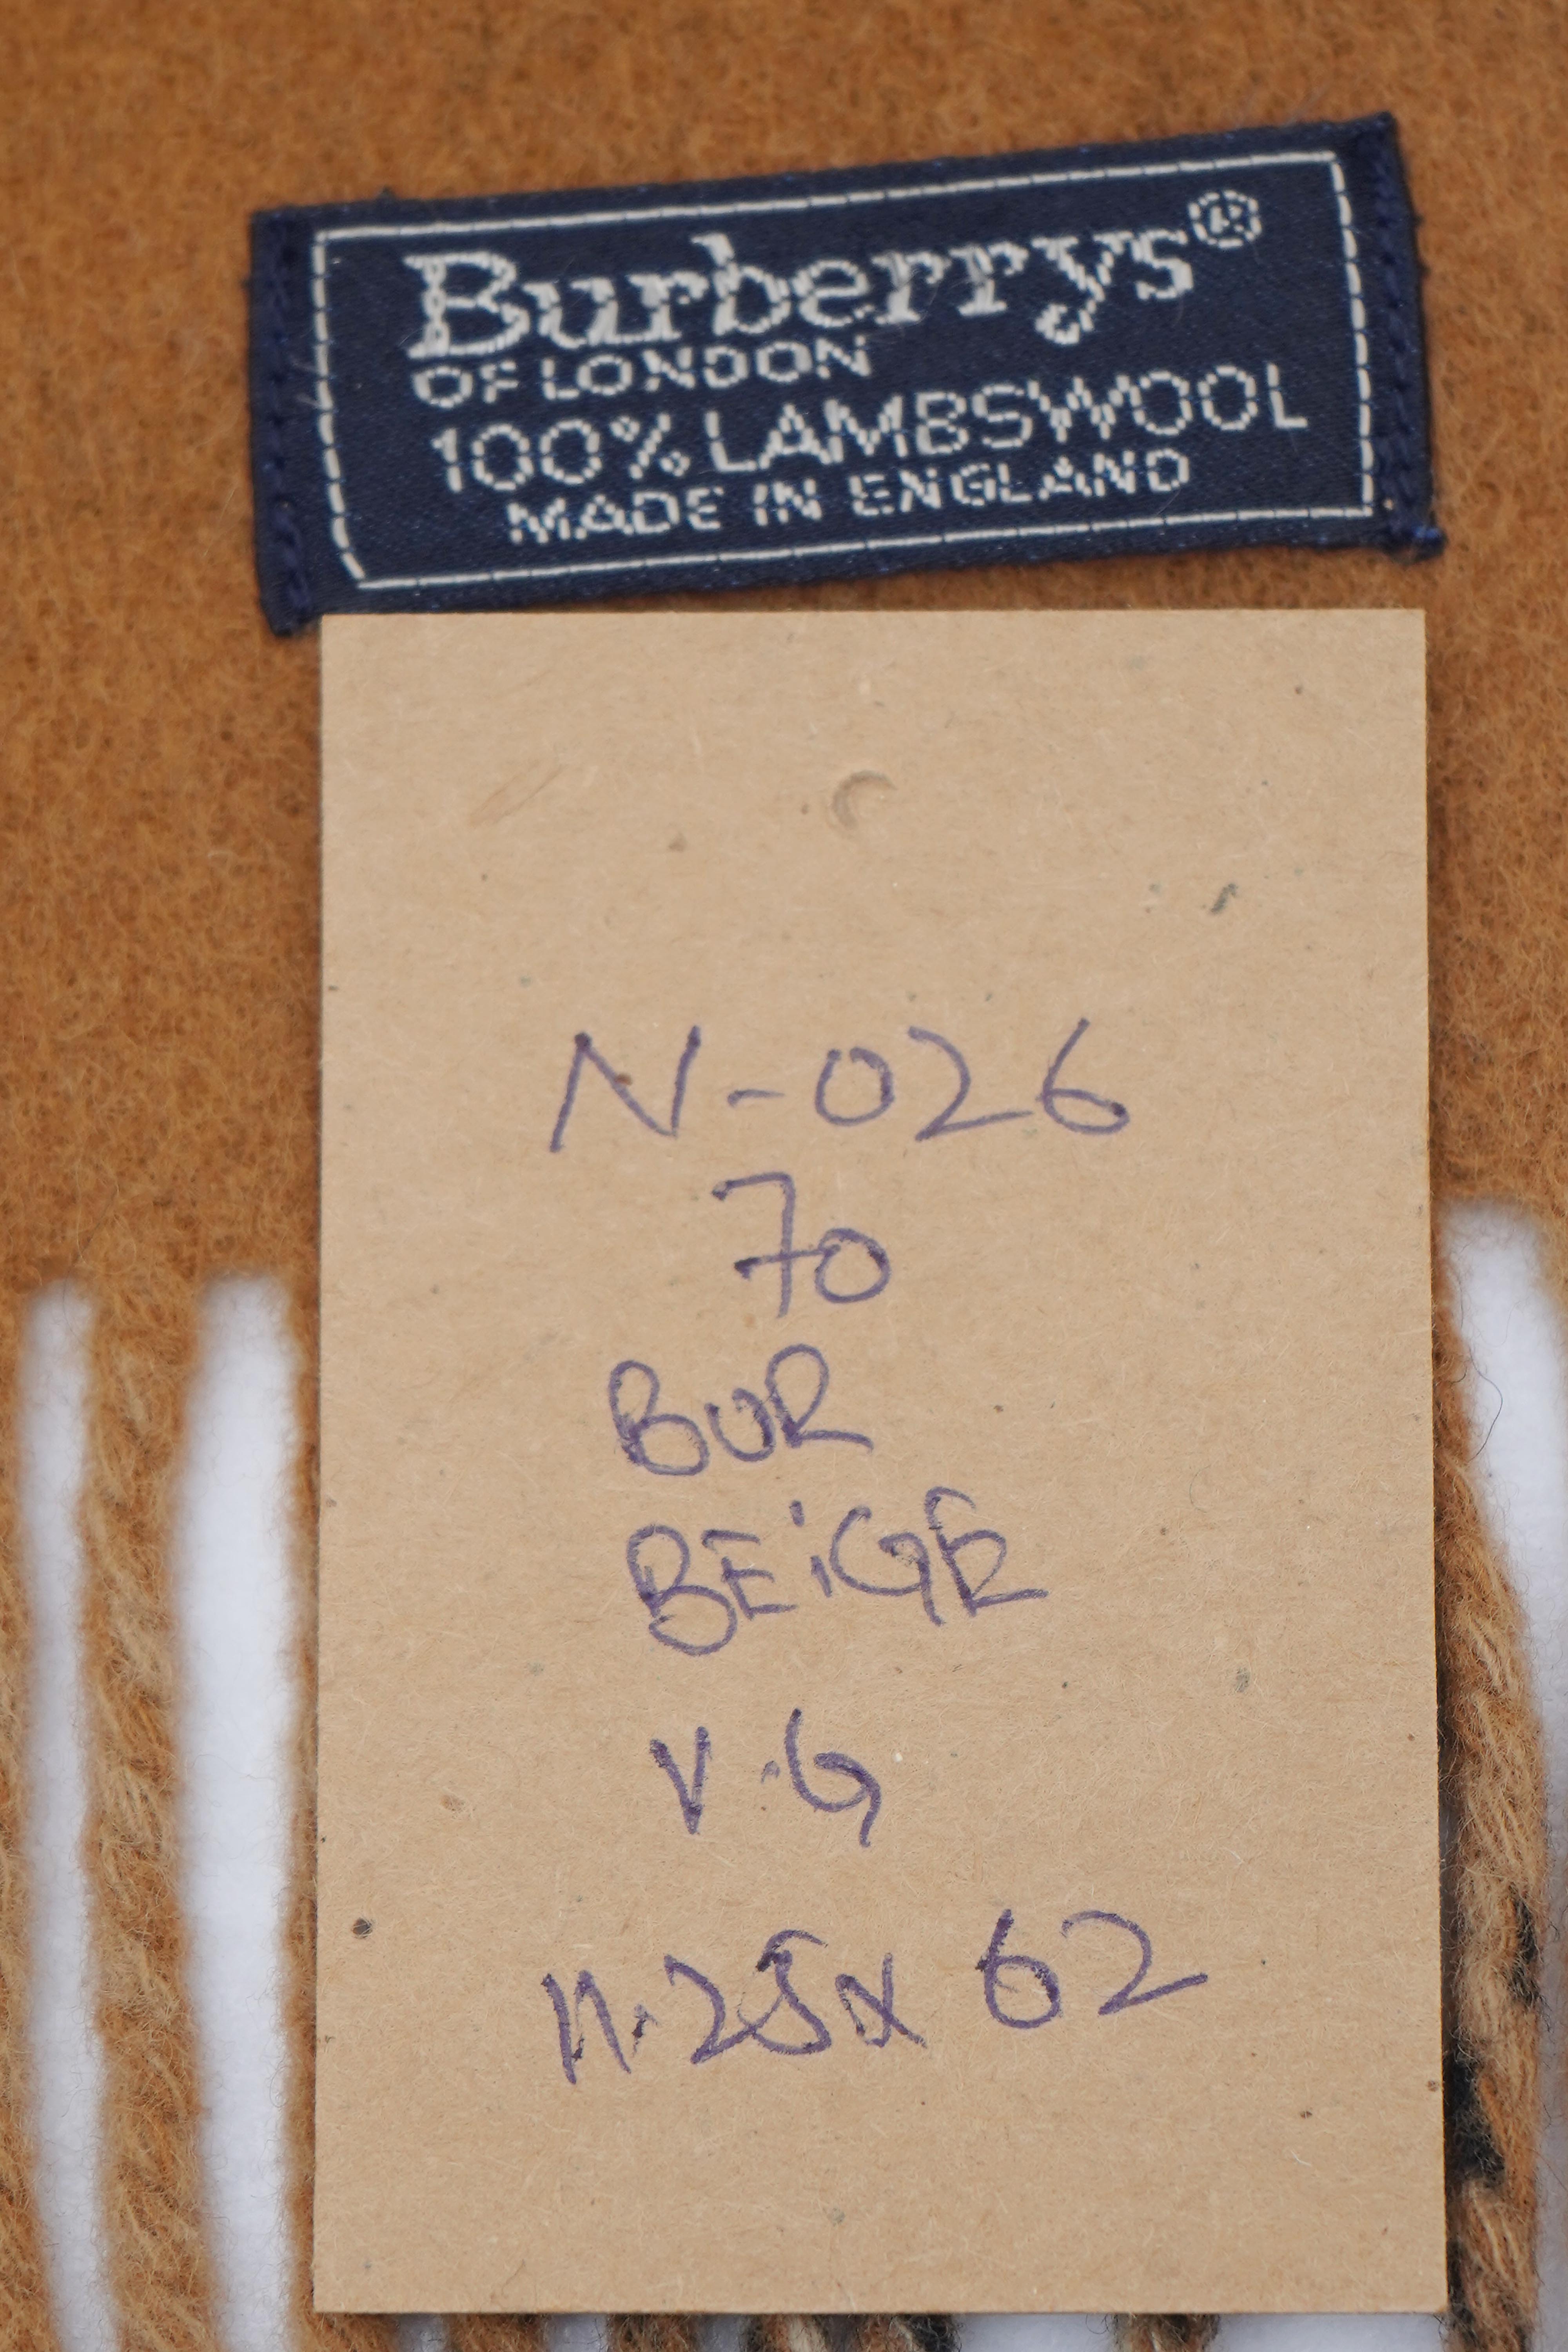 Burberrys®
OF LONDON
100% LAMBSWOOL
MADE IN ENGLAND
N-026
70
BUR
BEiGE
V.G
11.25x 62